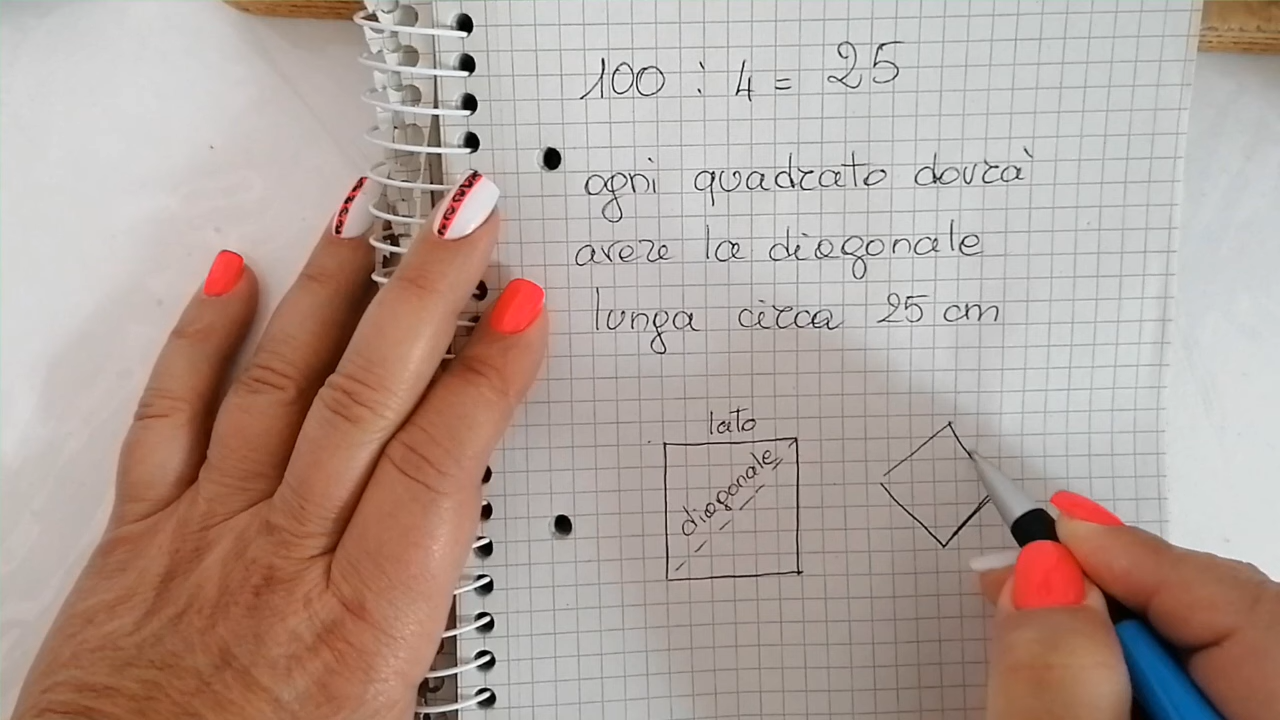 100 : 4 = 25
ogni quadrato dovrà
avere la diagonale
lunga circa 25 cm
lato
diagonale